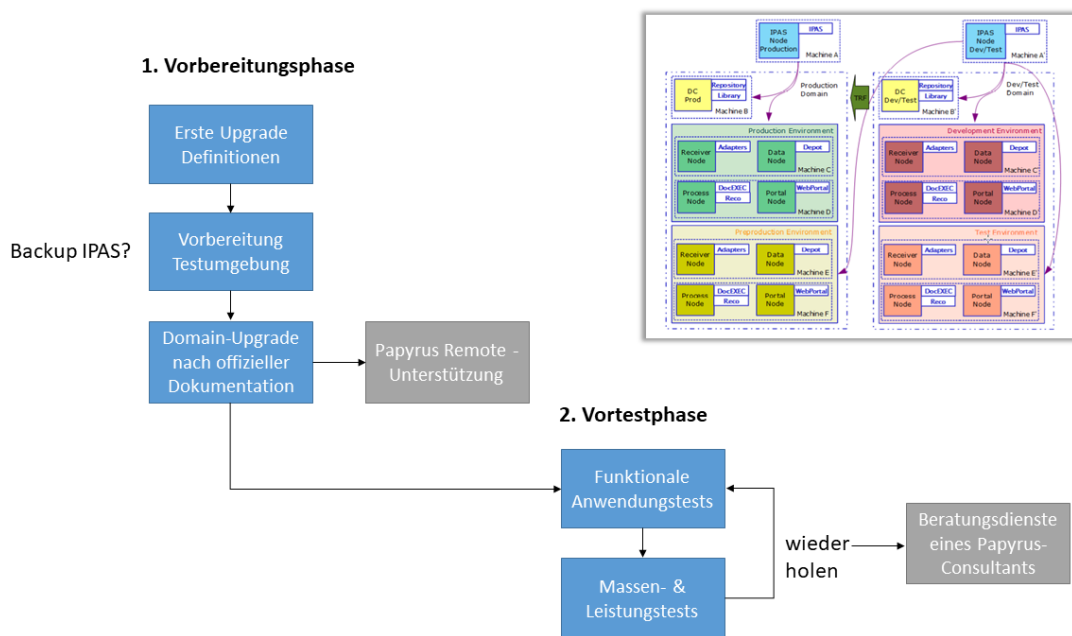 1. Vorbereitungsphase
Erste Upgrade
Definitionen
Backup IPAS?
Vorbereitung
Testumgebung
Domain-Upgrade
nach offizieller
Dokumentation
Papyrus Remote -
Unterstützung
2. Vortestphase
Funktionale
Anwendungstests
Massen- &
Leistungstests
wieder
holen
Beratungsdienste
eines Papyrus-
Consultants
IPAS
Node
Production
IPAS
Machine A
IPAS
Node
Dev/Test
IPAS
Machine A'
DC
Prod
Repository
Library
Machine B
Production
Domain
TRF
DC
Dev/Test
Repository
Library
Machine B'
Dev/Test
Domain
Production Environment
Receiver
Node
Adapters
Data
Node
Depot
Machine C
Process
Node
DocEXEC
Reco
Portal
Node
WebPortal
Machine D
Preproduction Environment
Receiver
Node
Adapters
Data
Node
Depot
Machine E
Process
Node
DocEXEC
Reco
Portal
Node
WebPortal
Machine F
Development Environment
Receiver
Node
Adapters
Data
Node
Depot
Machine C'
Process
Node
DocEXEC
Reco
Portal
Node
WebPortal
Machine D'
Test Environment
Receiver
Node
Adapters
Data
Node
Depot
Machine E'
Process
Node
DocEXEC
Reco
Portal
Node
WebPortal
Machine F'